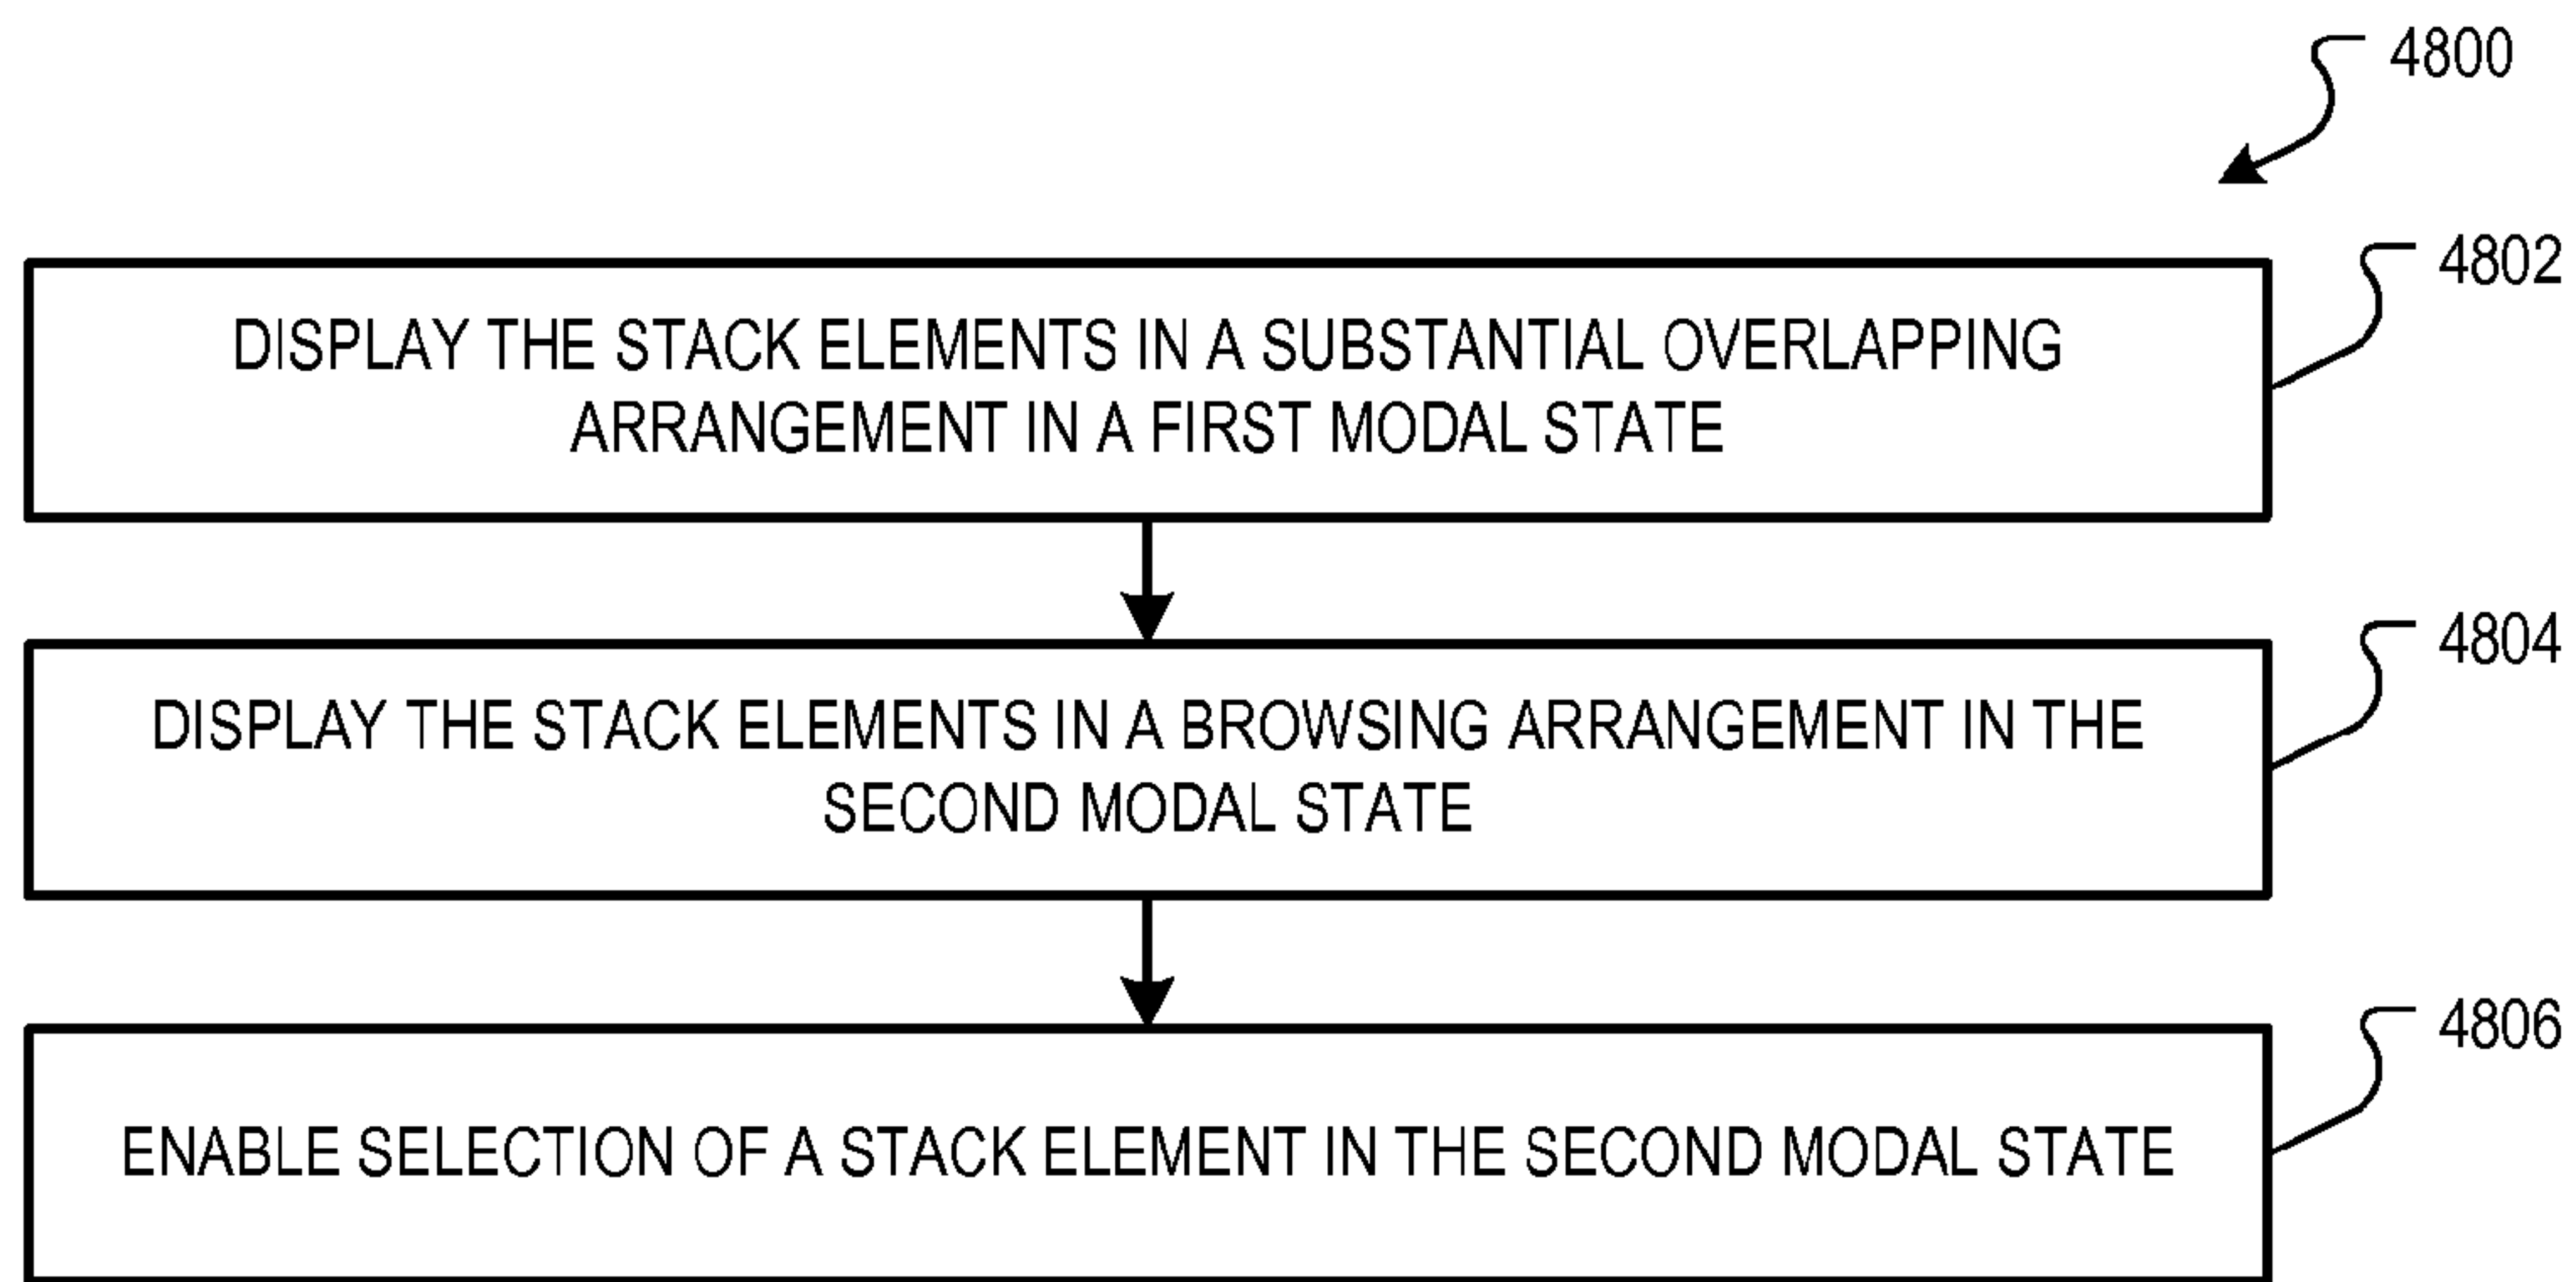 4800
4802
DISPLAY THE STACK ELEMENTS IN A SUBSTANTIAL OVERLAPPING
ARRANGEMENT IN A FIRST MODAL STATE
4804
DISPLAY THE STACK ELEMENTS IN A BROWSING ARRANGEMENT IN THE
SECOND MODAL STATE
4806
ENABLE SELECTION OF A STACK ELEMENT IN THE SECOND MODAL STATE